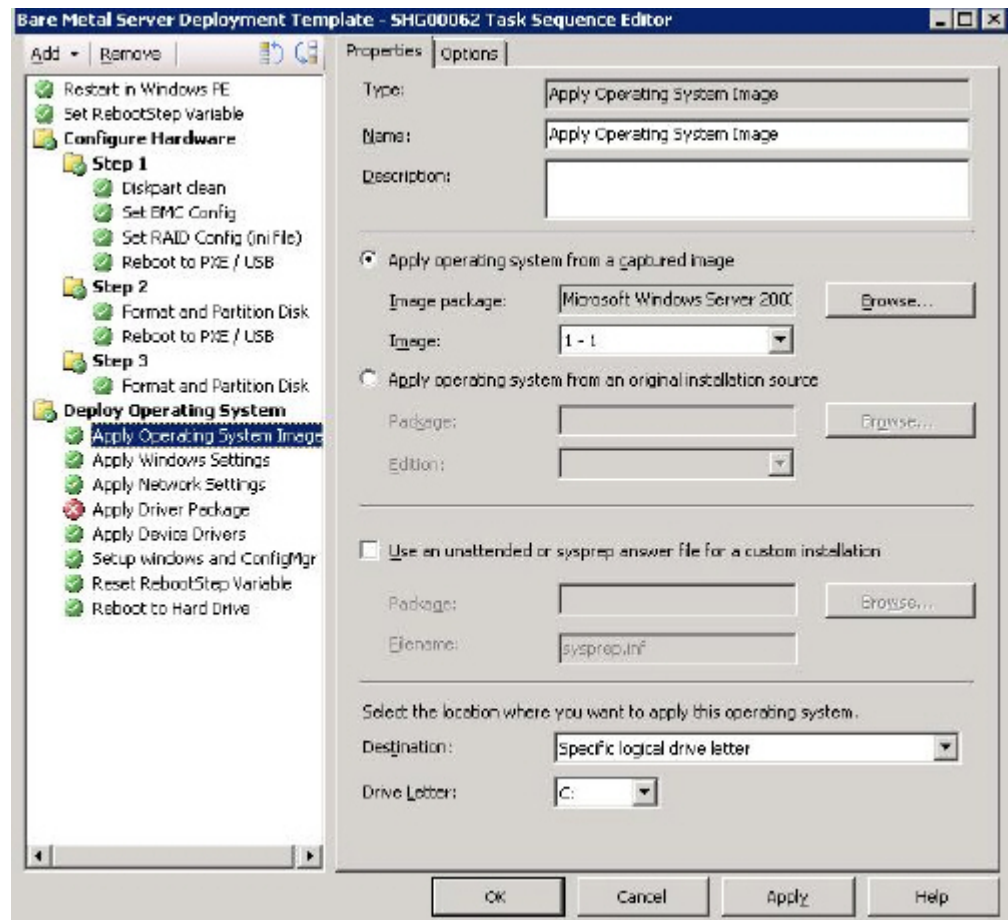 Bare Metal Server Deployment Template - SHG00062 Task Sequence Editor
Add Remove
Properties Options
Restart in Windows PE
Set RebootStep Variable
Configure Hardware
Step 1
Diskpart clean
Set BMC Config
Set RAID Config (ini file)
Reboot to PXE / USB
Step 2
Format and Partition Disk
Reboot to PXE / USB
Step 3
Format and Partition Disk
Deploy Operating System
Apply Operating System Image
Apply Windows Settings
Apply Network Settings
Apply Driver Package
Apply Device Drivers
Setup windows and ConfigMgr
Reset RebootStep Variable
Reboot to Hard Drive
Type: Apply Operating System Image
Name: Apply Operating System Image
Description:
Apply operating system from a captured image
Image package: Microsoft Windows Server 200 Browse...
Image: 1 - 1
Apply operating system from an original installation source
Package: Browse...
Edition:
Use an unattended or sysprep answer file for a custom installation
Package: Browse...
Filename: sysprep.inf
Select the location where you want to apply this operating system.
Destination: Specific logical drive letter
Drive Letter: C:
OK Cancel Apply Help